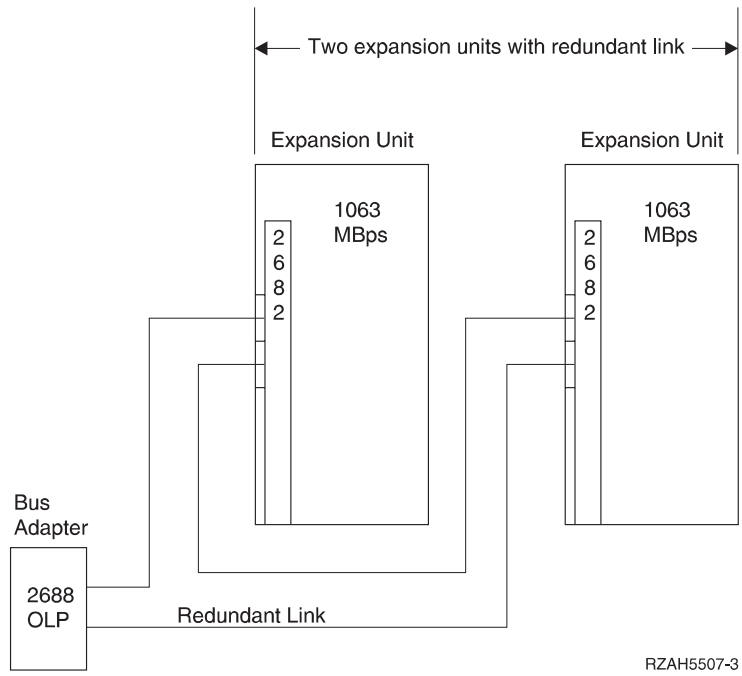 Two expansion units with redundant link
Expansion Unit
Expansion Unit
1063
MBps
2
6
8
2
1063
MBps
2
6
8
2
Bus
Adapter
2688
OLP
Redundant Link
RZAH5507-3